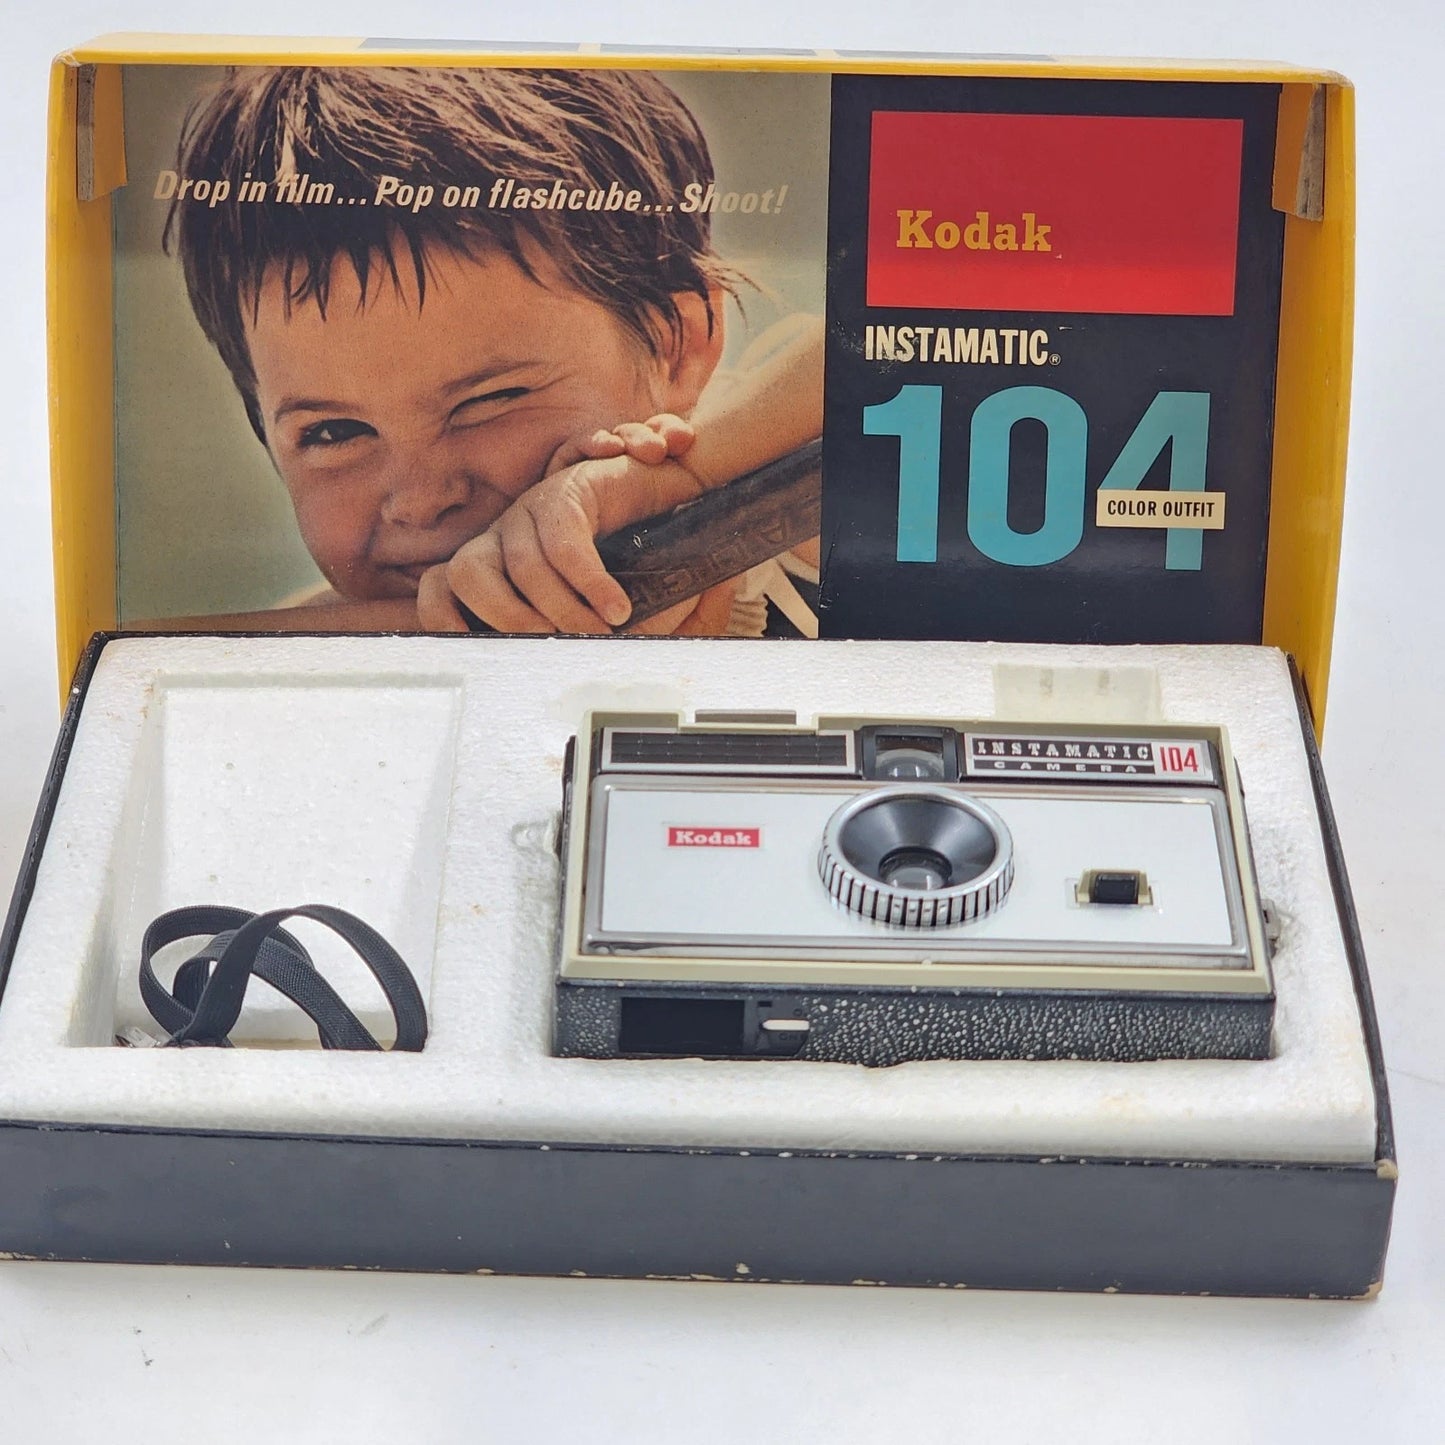 Drop in film... Pop on flashcube... Shoot!
Kodak
INSTAMATIC®
104
COLOR OUTFIT
INSTAMATIC 104
CAMERA
Kodak